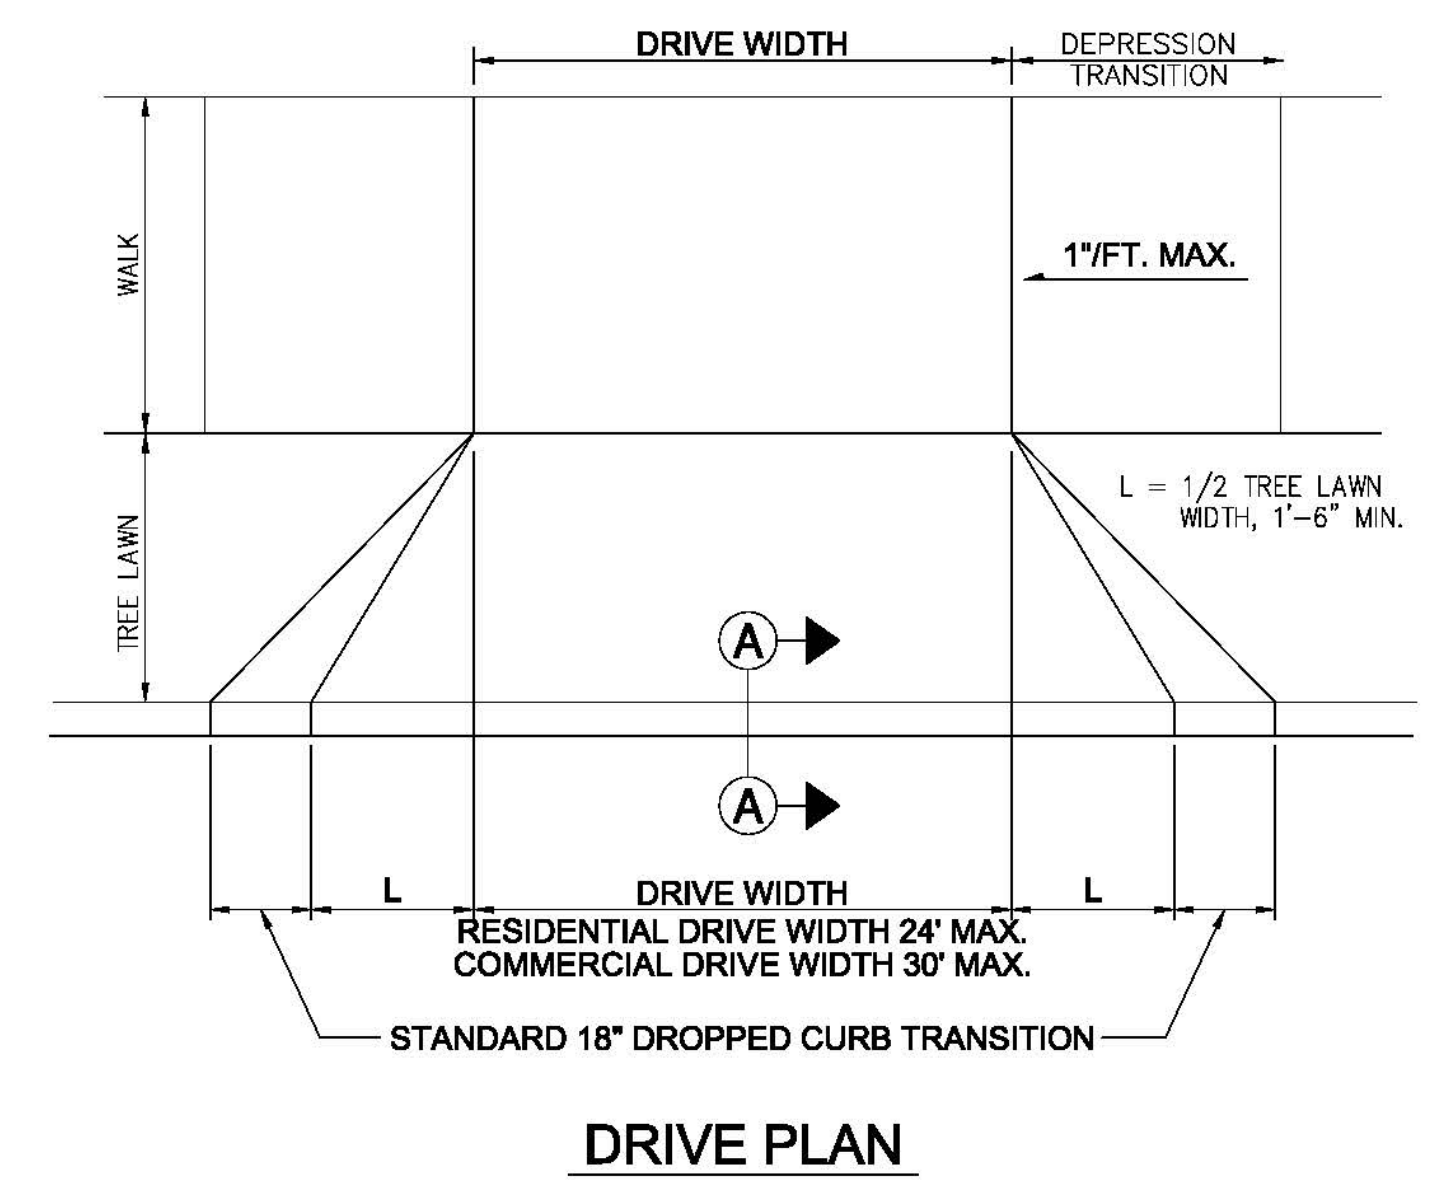 DRIVE WIDTH
DEPRESSION
TRANSITION
WALK
1"/FT. MAX.
TREE LAWN
L = 1/2 TREE LAWN
WIDTH, 1'-6" MIN.
A
A
L
DRIVE WIDTH
L
RESIDENTIAL DRIVE WIDTH 24' MAX.
COMMERCIAL DRIVE WIDTH 30' MAX.
STANDARD 18" DROPPED CURB TRANSITION
DRIVE PLAN